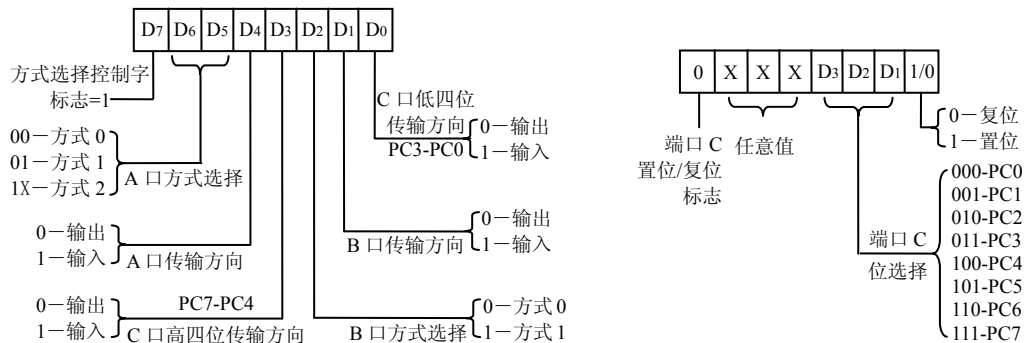 D7 D6 D5 D4 D3 D2 D1 D0
方式选择控制字
标志=1
00－方式 0
01－方式 1
1X－方式 2
A 口方式选择
0－输出
1－输入
A 口传输方向
0－输出
1－输入
PC7-PC4
C 口高四位传输方向
C 口低四位
传输方向
PC3-PC0
0－输出
1－输入
B 口传输方向
0－输出
1－输入
B 口方式选择
0－方式 0
1－方式 1
0 X X X D3 D2 D1 1/0
端口 C
置位/复位
标志
任意值
0－复位
1－置位
端口 C
位选择
000-PC0
001-PC1
010-PC2
011-PC3
100-PC4
101-PC5
110-PC6
111-PC7